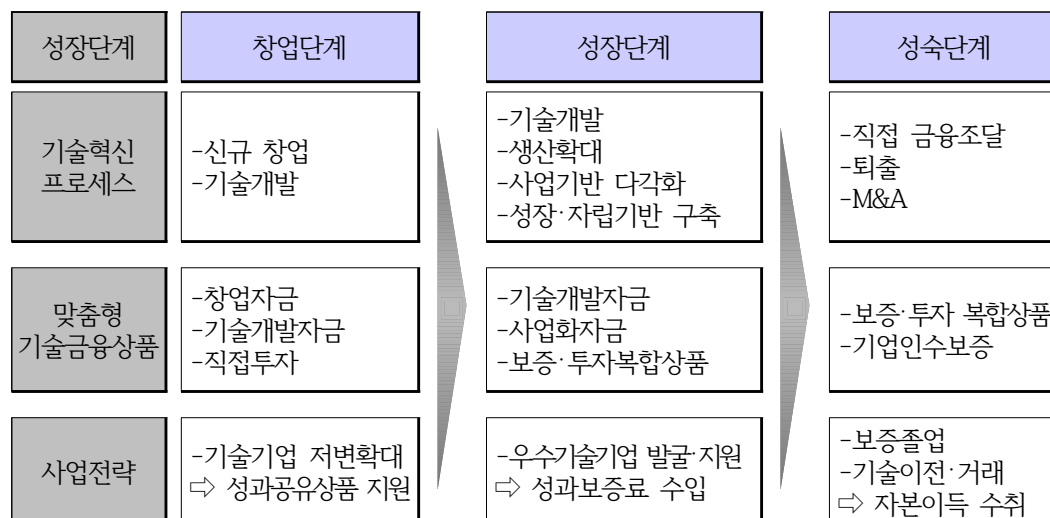 성장단계
창업단계
성장단계
성숙단계
기술혁신
프로세스
-신규 창업
-기술개발
-기술개발
-생산확대
-사업기반 다각화
-성장·자립기반 구축
-직접 금융조달
-퇴출
-M&A
맞춤형
기술금융상품
-창업자금
-기술개발자금
-직접투자
-기술개발자금
-사업화자금
-보증·투자복합상품
-보증·투자 복합상품
-기업인수보증
사업전략
-기술기업 저변확대
⇨ 성과공유상품 지원
-우수기술기업 발굴·지원
⇨ 성과보증료 수입
-보증졸업
-기술이전·거래
⇨ 자본이득 수취